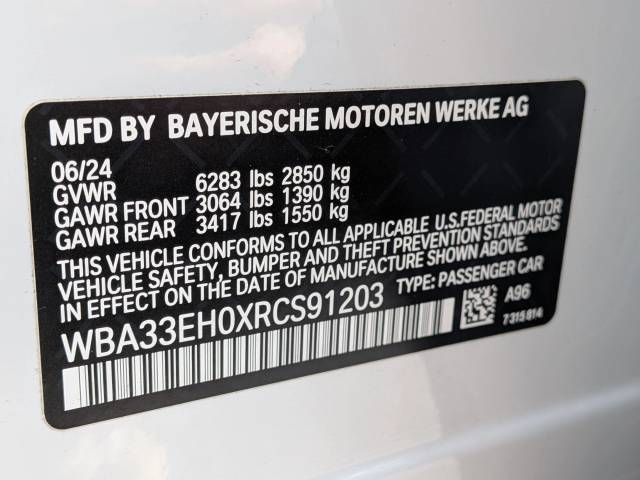 MFD BY BAYERISCHE MOTOREN WERKE AG
06/24
GVWR 6283 lbs 2850 kg
GAWR FRONT 3064 lbs 1390 kg
GAWR REAR 3417 lbs 1550 kg
THIS VEHICLE CONFORMS TO ALL APPLICABLE U.S.FEDERAL MOTOR
VEHICLE SAFETY, BUMPER AND THEFT PREVENTION STANDARDS
IN EFFECT ON THE DATE OF MANUFACTURE SHOWN ABOVE.
WBA33EH0XRCS91203 TYPE: PASSENGER CAR
A96
7315814